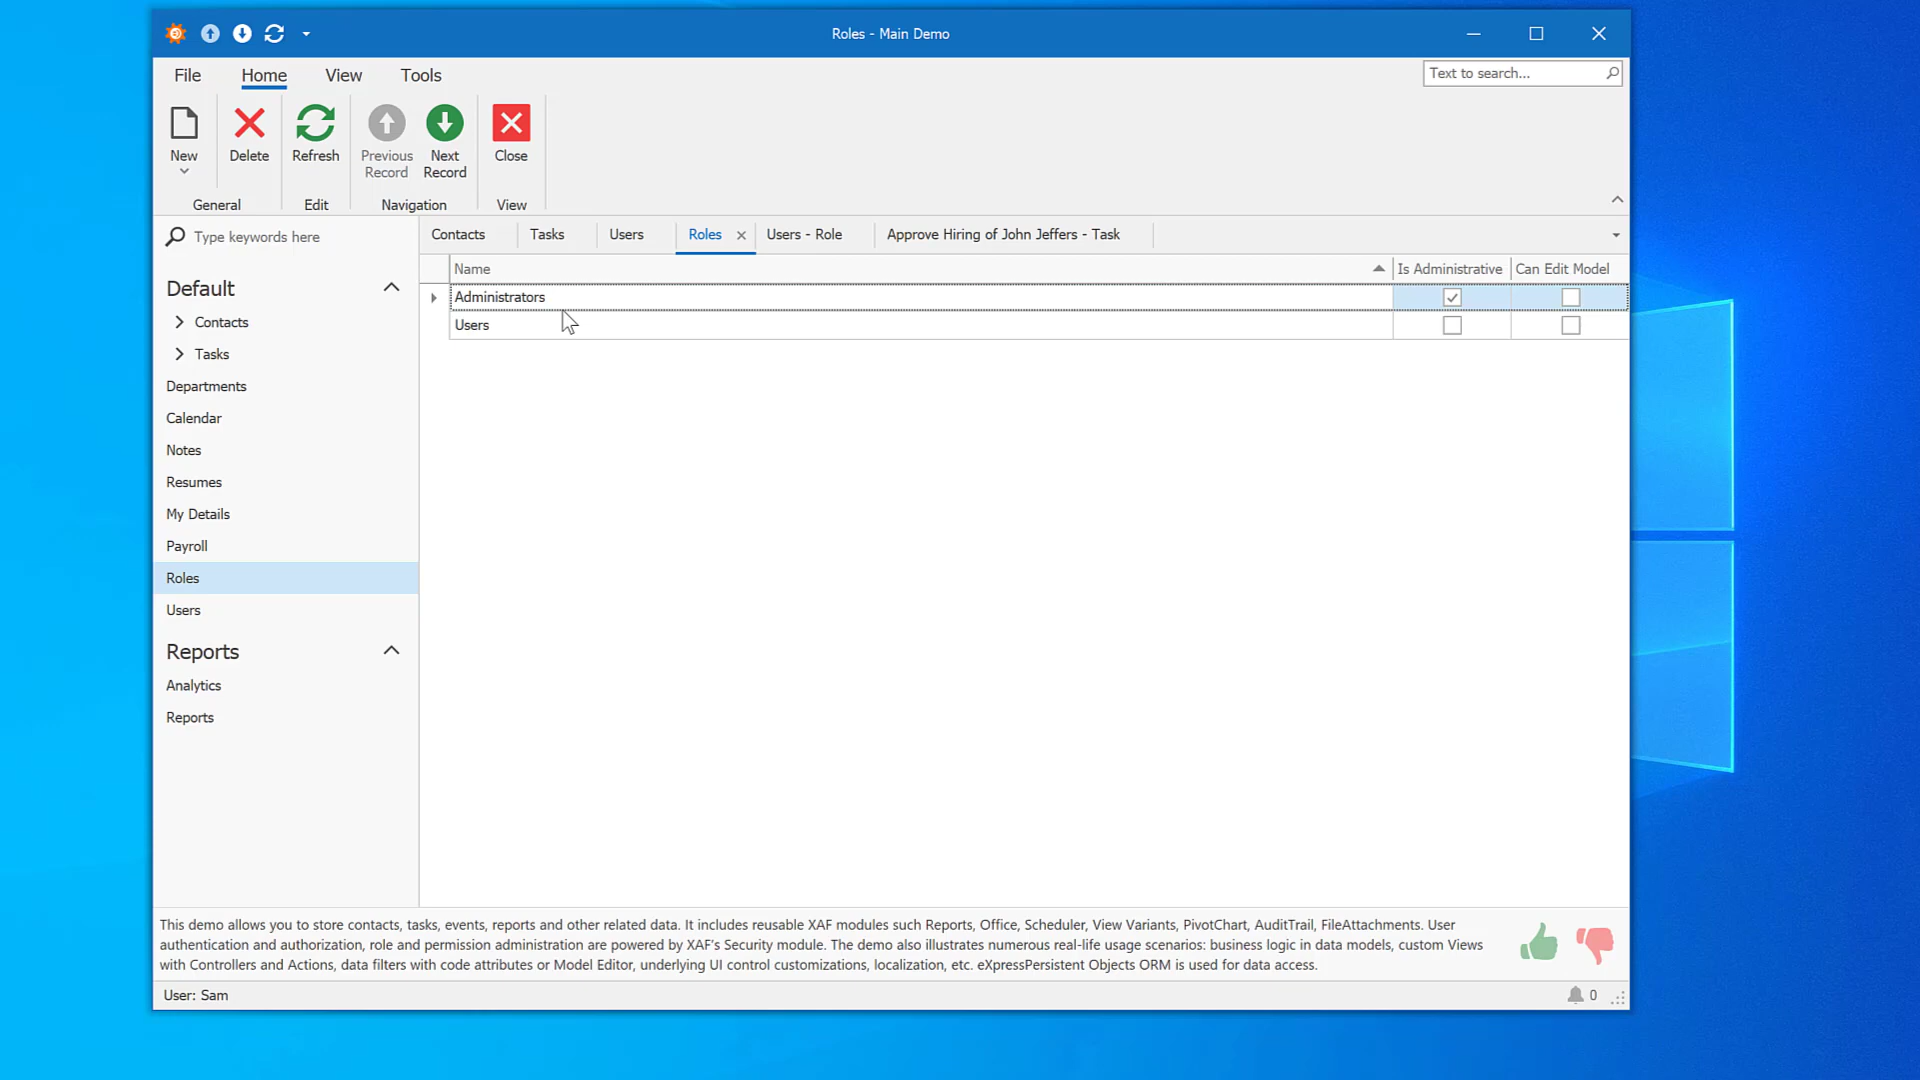 Roles - Main Demo
File
Home
View
Tools
Text to search...
New
Delete
Refresh
Previous
Record
Next
Record
Close
General
Edit
Navigation
View
Type keywords here
Contacts
Tasks
Users
Roles
Users - Role
Approve Hiring of John Jeffers - Task
Name
Is Administrative
Can Edit Model
Administrators
Users
Default
Contacts
Tasks
Departments
Calendar
Notes
Resumes
My Details
Payroll
Roles
Users
Reports
Analytics
Reports
This demo allows you to store contacts, tasks, events, reports and other related data. It includes reusable XAF modules such Reports, Office, Scheduler, View Variants, PivotChart, AuditTrail, FileAttachments. User
authentication and authorization, role and permission administration are powered by XAF's Security module. The demo also illustrates numerous real-life usage scenarios: business logic in data models, custom Views
with Controllers and Actions, data filters with code attributes or Model Editor, underlying UI control customizations, localization, etc. eXpressPersistent Objects ORM is used for data access.
User: Sam
0